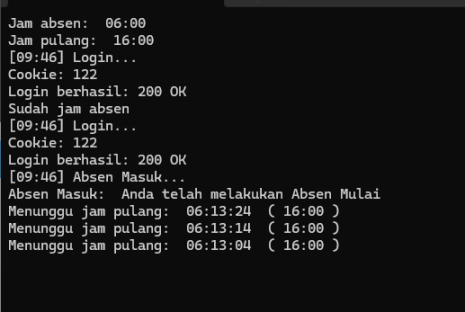 Jam absen:  06:00
Jam pulang:  16:00
[09:46] Login...
Cookie: 122
Login berhasil: 200 OK
Sudah jam absen
[09:46] Login...
Cookie: 122
Login berhasil: 200 OK
[09:46] Absen Masuk...
Absen Masuk:  Anda telah melakukan Absen Mulai
Menunggu jam pulang:  06:13:24  ( 16:00 )
Menunggu jam pulang:  06:13:14  ( 16:00 )
Menunggu jam pulang:  06:13:04  ( 16:00 )